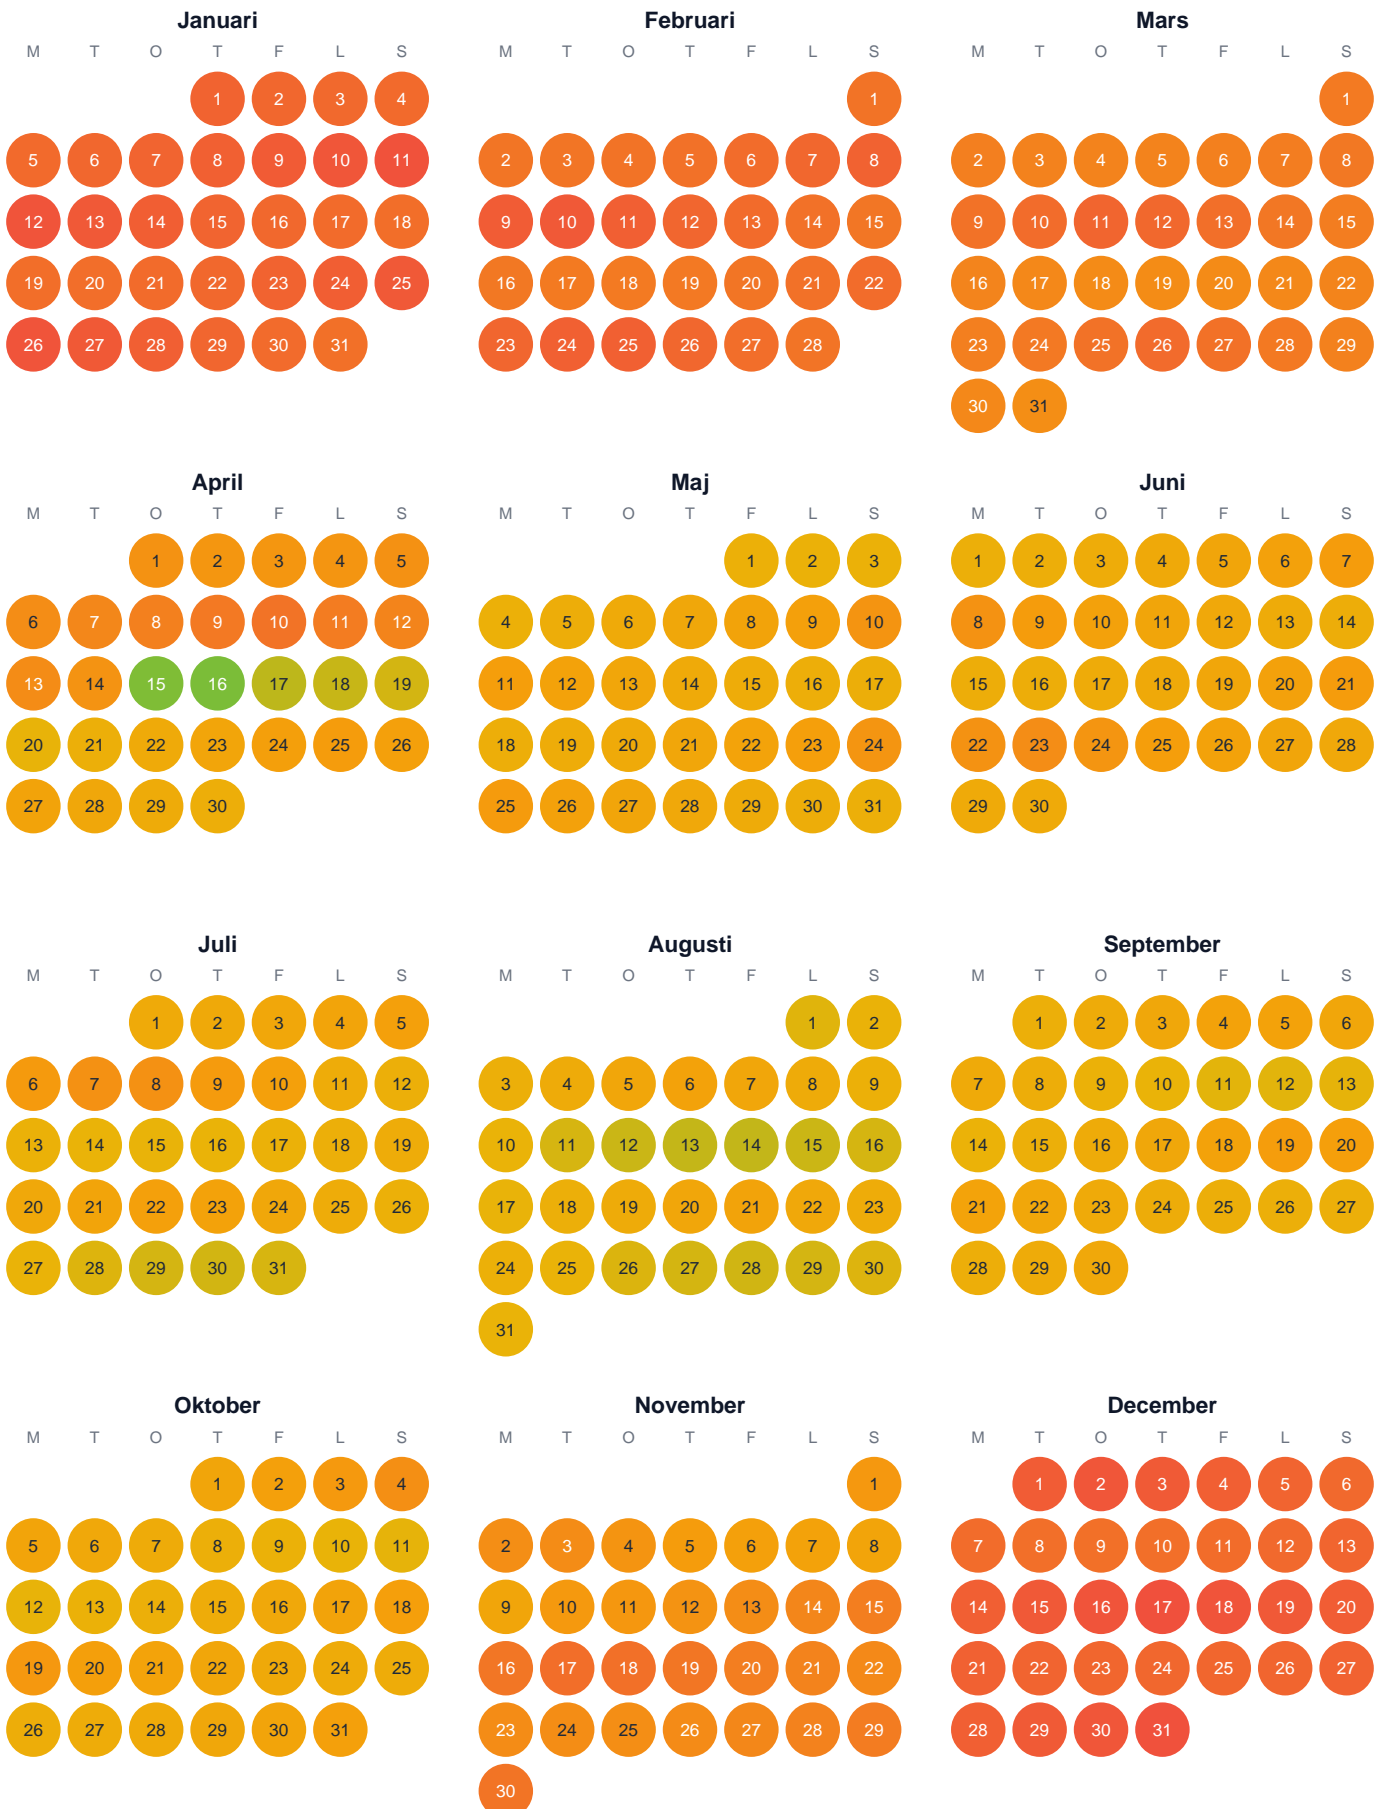 Januari
M T O T F L S
1 2 3 4
5 6 7 8 9 10 11
12 13 14 15 16 17 18
19 20 21 22 23 24 25
26 27 28 29 30 31
Februari
M T O T F L S
1
2 3 4 5 6 7 8
9 10 11 12 13 14 15
16 17 18 19 20 21 22
23 24 25 26 27 28
Mars
M T O T F L S
1
2 3 4 5 6 7 8
9 10 11 12 13 14 15
16 17 18 19 20 21 22
23 24 25 26 27 28 29
30 31
April
M T O T F L S
1 2 3 4 5
6 7 8 9 10 11 12
13 14 15 16 17 18 19
20 21 22 23 24 25 26
27 28 29 30
Maj
M T O T F L S
1 2 3
4 5 6 7 8 9 10
11 12 13 14 15 16 17
18 19 20 21 22 23 24
25 26 27 28 29 30 31
Juni
M T O T F L S
1 2 3 4 5 6 7
8 9 10 11 12 13 14
15 16 17 18 19 20 21
22 23 24 25 26 27 28
29 30
Juli
M T O T F L S
1 2 3 4 5
6 7 8 9 10 11 12
13 14 15 16 17 18 19
20 21 22 23 24 25 26
27 28 29 30 31
Augusti
M T O T F L S
1 2
3 4 5 6 7 8 9
10 11 12 13 14 15 16
17 18 19 20 21 22 23
24 25 26 27 28 29 30
31
September
M T O T F L S
1 2 3 4 5 6
7 8 9 10 11 12 13
14 15 16 17 18 19 20
21 22 23 24 25 26 27
28 29 30
Oktober
M T O T F L S
1 2 3 4
5 6 7 8 9 10 11
12 13 14 15 16 17 18
19 20 21 22 23 24 25
26 27 28 29 30 31
November
M T O T F L S
1
2 3 4 5 6 7 8
9 10 11 12 13 14 15
16 17 18 19 20 21 22
23 24 25 26 27 28 29
30
December
M T O T F L S
1 2 3 4 5 6
7 8 9 10 11 12 13
14 15 16 17 18 19 20
21 22 23 24 25 26 27
28 29 30 31